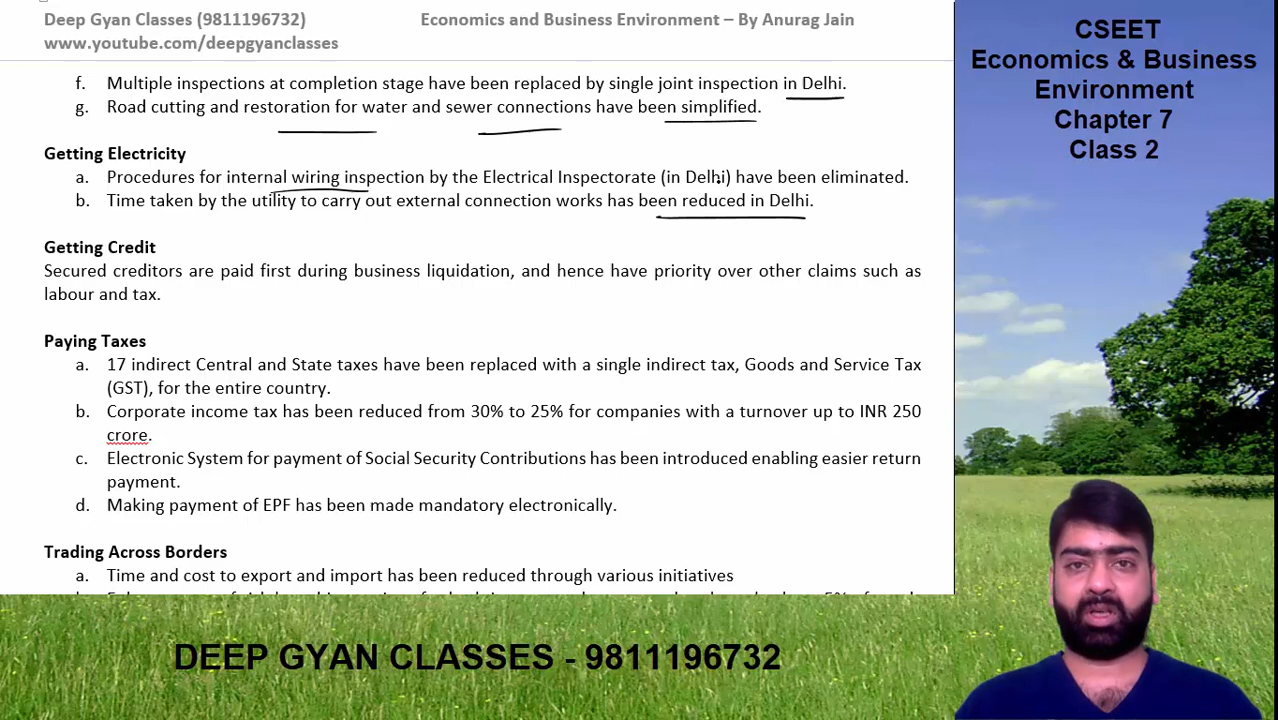 Deep Gyan Classes (9811196732) Economics and Business Environment – By Anurag Jain
www.youtube.com/deepgyanclasses
f. Multiple inspections at completion stage have been replaced by single joint inspection in Delhi.
g. Road cutting and restoration for water and sewer connections have been simplified.
Getting Electricity
a. Procedures for internal wiring inspection by the Electrical Inspectorate (in Delhi) have been eliminated.
b. Time taken by the utility to carry out external connection works has been reduced in Delhi.
Getting Credit
Secured creditors are paid first during business liquidation, and hence have priority over other claims such as
labour and tax.
Paying Taxes
a. 17 indirect Central and State taxes have been replaced with a single indirect tax, Goods and Service Tax
(GST), for the entire country.
b. Corporate income tax has been reduced from 30% to 25% for companies with a turnover up to INR 250
crore.
c. Electronic System for payment of Social Security Contributions has been introduced enabling easier return
payment.
d. Making payment of EPF has been made mandatory electronically.
Trading Across Borders
a. Time and cost to export and import has been reduced through various initiatives
CSEET
Economics & Business
Environment
Chapter 7
Class 2
DEEP GYAN CLASSES - 9811196732